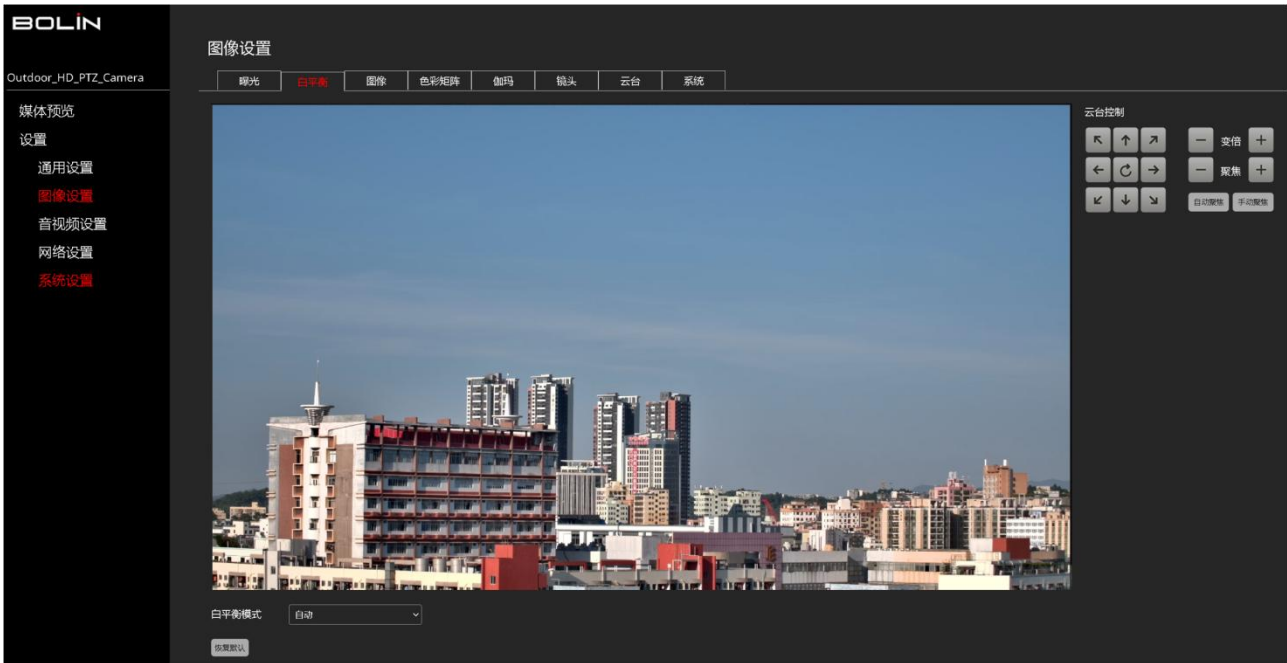 BOLIN
图像设置
Outdoor_HD_PTZ_Camera
曝光 白平衡 图像 色彩矩阵 伽玛 镜头 云台 系统
媒体预览
设置
通用设置
图像设置
音视频设置
网络设置
系统设置
云台控制
变倍
聚焦
自动聚焦 手动聚焦
白平衡模式 自动
恢复默认